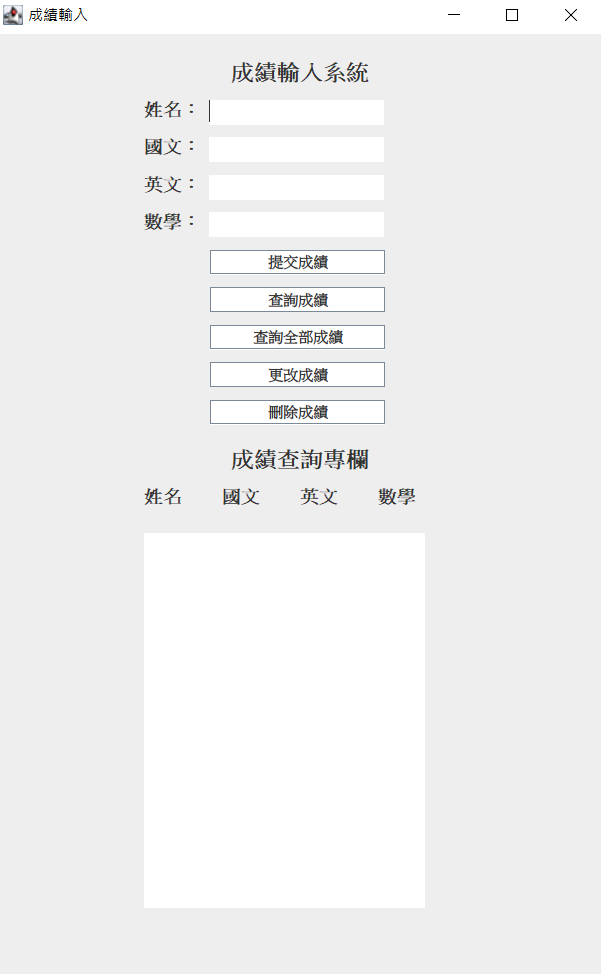 成績輸入
成績輸入系統
姓名：
國文：
英文：
數學：
提交成績
查詢成績
查詢全部成績
更改成績
刪除成績
成績查詢專欄
姓名 國文 英文 數學